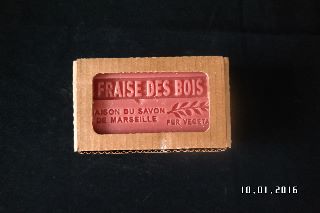 FRAISE DES BOIS
AISON DU SAVON
DE MARSEILLE
PUR VEGETA
10.01.2016